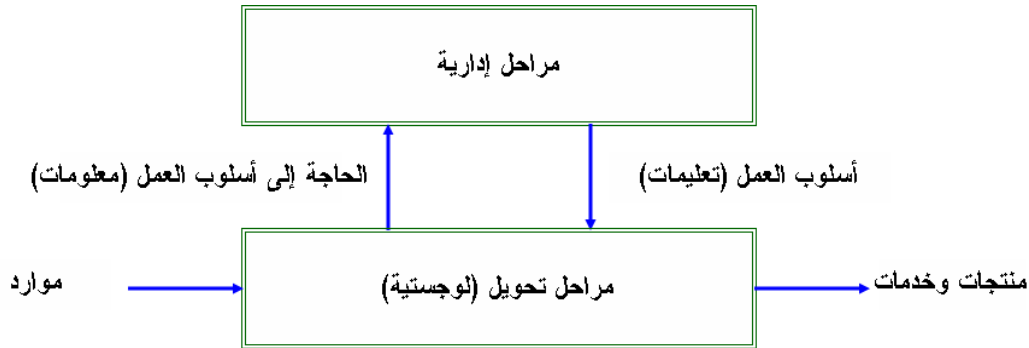 مراحل إدارية
أسلوب العمل (تعليمات)
الحاجة إلى أسلوب العمل (معلومات)
منتجات وخدمات
مراحل تحويل (لوجستية)
موارد